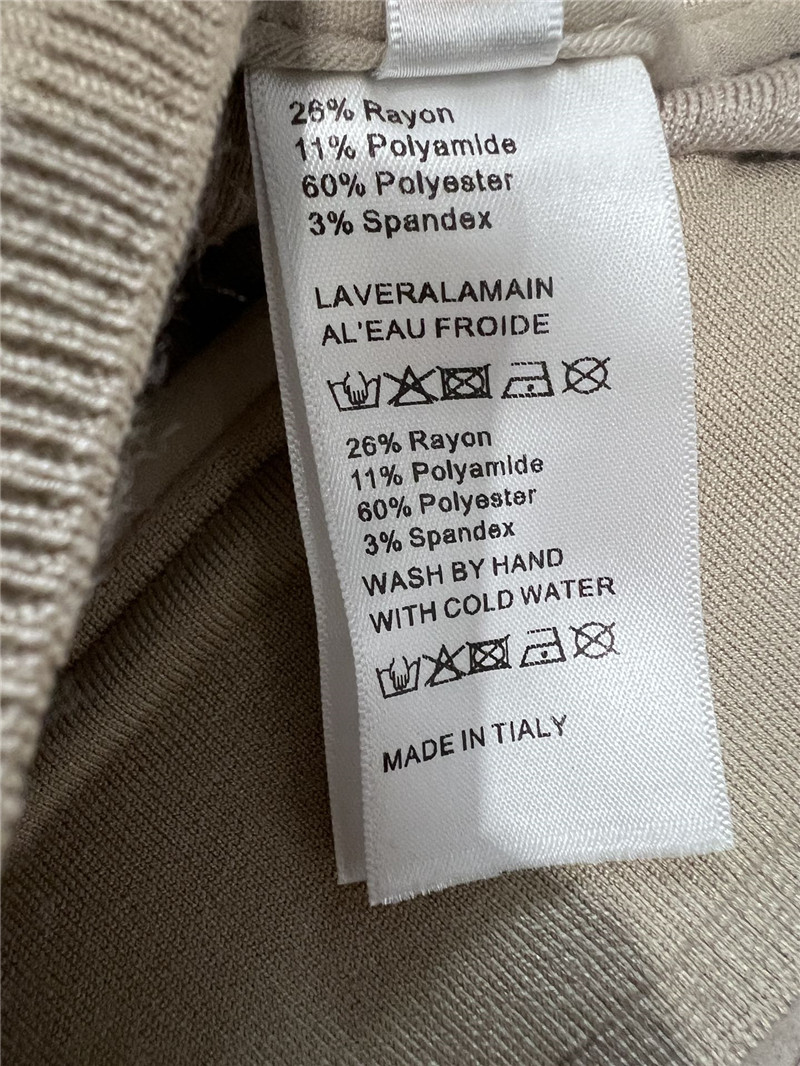 26% Rayon
11% Polyamide
60% Polyester
3% Spandex
LAVERALAMAIN
AL'EAU FROIDE
26% Rayon
11% Polyamide
60% Polyester
3% Spandex
WASH BY HAND
WITH COLD WATER
MADE IN TIALY